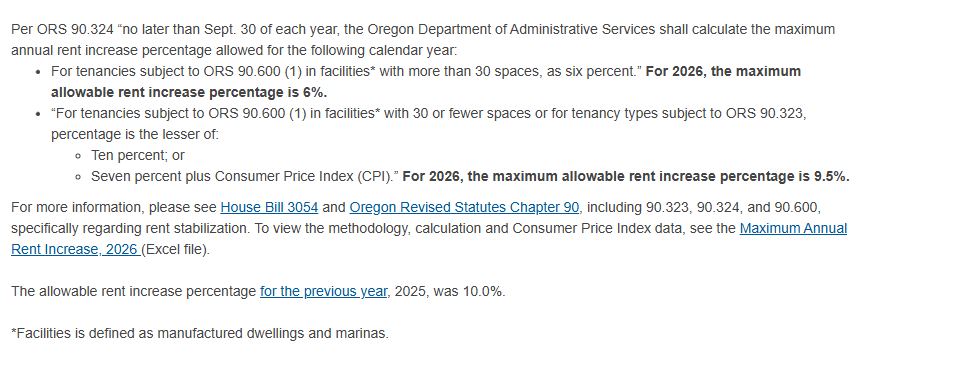 Per ORS 90.324 “no later than Sept. 30 of each year, the Oregon Department of Administrative Services shall calculate the maximum
annual rent increase percentage allowed for the following calendar year:
• For tenancies subject to ORS 90.600 (1) in facilities* with more than 30 spaces, as six percent.” For 2026, the maximum
allowable rent increase percentage is 6%.
• “For tenancies subject to ORS 90.600 (1) in facilities* with 30 or fewer spaces or for tenancy types subject to ORS 90.323,
percentage is the lesser of:
◦ Ten percent; or
◦ Seven percent plus Consumer Price Index (CPI).” For 2026, the maximum allowable rent increase percentage is 9.5%.
For more information, please see House Bill 3054 and Oregon Revised Statutes Chapter 90, including 90.323, 90.324, and 90.600,
specifically regarding rent stabilization. To view the methodology, calculation and Consumer Price Index data, see the Maximum Annual
Rent Increase, 2026 (Excel file).
The allowable rent increase percentage for the previous year, 2025, was 10.0%.
*Facilities is defined as manufactured dwellings and marinas.